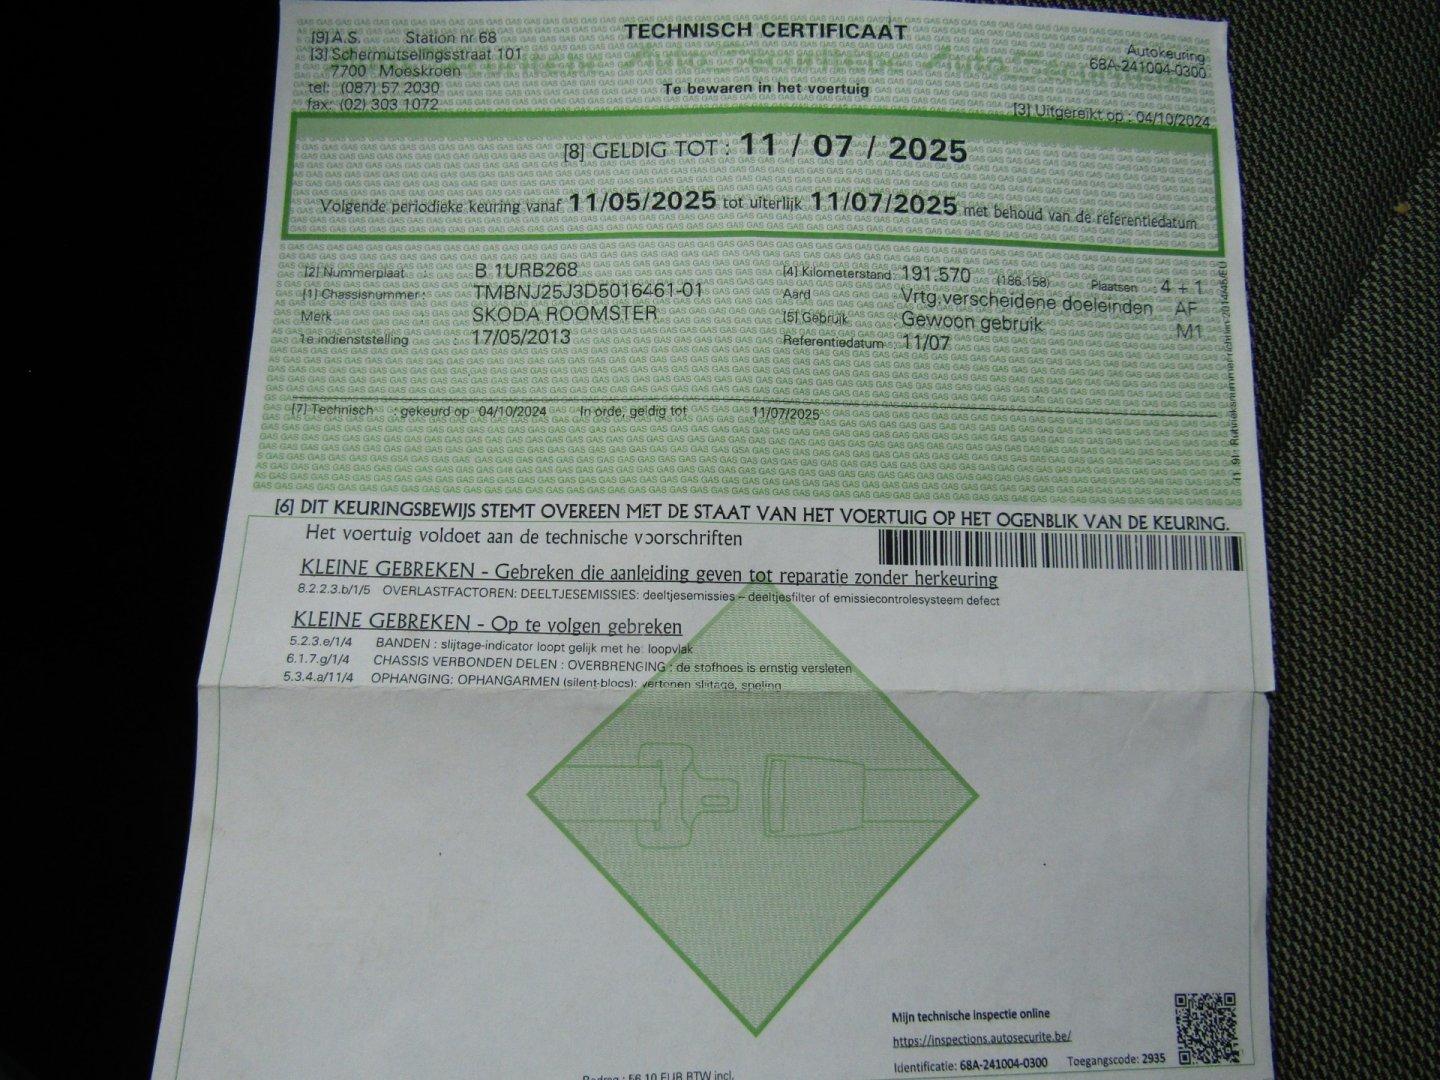 TECHNISCH CERTIFICAAT
[9] A.S. Station nr 68
[3] Schermutselingsstraat 101
7700 Moeskroen
tel: (087) 57 2030
fax: (02) 303 1072
Te bewaren in het voertuig
Autokeuring
68A-241004-0300
[3] Uitgereikt op : 04/10/2024
[8] GELDIG TOT : 11 / 07 / 2025
Volgende periodieke keuring vanaf 11/05/2025 tot uiterlijk 11/07/2025 met behoud van de referentiedatum
[2] Nummerplaat : B 1URB268
[1] Chassisnummer : TMBNJ25J3D5016461-01
Merk SKODA ROOMSTER
1e indienststelling : 17/05/2013
[4] Kilometerstand : 191.570 (186.158) Plaatsen 4 + 1
Aard Vrtg.verscheidene doeleinden AF
[5] Gebruik : Gewoon gebruik M1
Referentiedatum : 11/07
[7] Technisch : gekeurd op 04/10/2024 In orde, geldig tot 11/07/2025
[6] DIT KEURINGSBEWIJS STEMT OVEREEN MET DE STAAT VAN HET VOERTUIG OP HET OGENBLIK VAN DE KEURING.
Het voertuig voldoet aan de technische voorschriften
KLEINE GEBREKEN - Gebreken die aanleiding geven tot reparatie zonder herkeuring
8.2.2.3.b/1/5 OVERLASTFACTOREN: DEELTJESEMISSIES: deeltjesemissies – deeltjesfilter of emissiecontrolesysteem defect
KLEINE GEBREKEN - Op te volgen gebreken
5.2.3.e/1/4 BANDEN : slijtage-indicator loopt gelijk met he loopvlak
6.1.7.g/1/4 CHASSIS VERBONDEN DELEN : OVERBRENGING : de stofhoes is ernstig versleten
5.3.4.a/11/4 OPHANGING: OPHANGARMEN (silent-blocs): vertonen slijtage, speling
Mijn technische inspectie online
https://inspections.autosecurite.be/
Identificatie: 68A-241004-0300 Toegangscode: 2935
Bedrag : 56,10 EUR BTW incl.